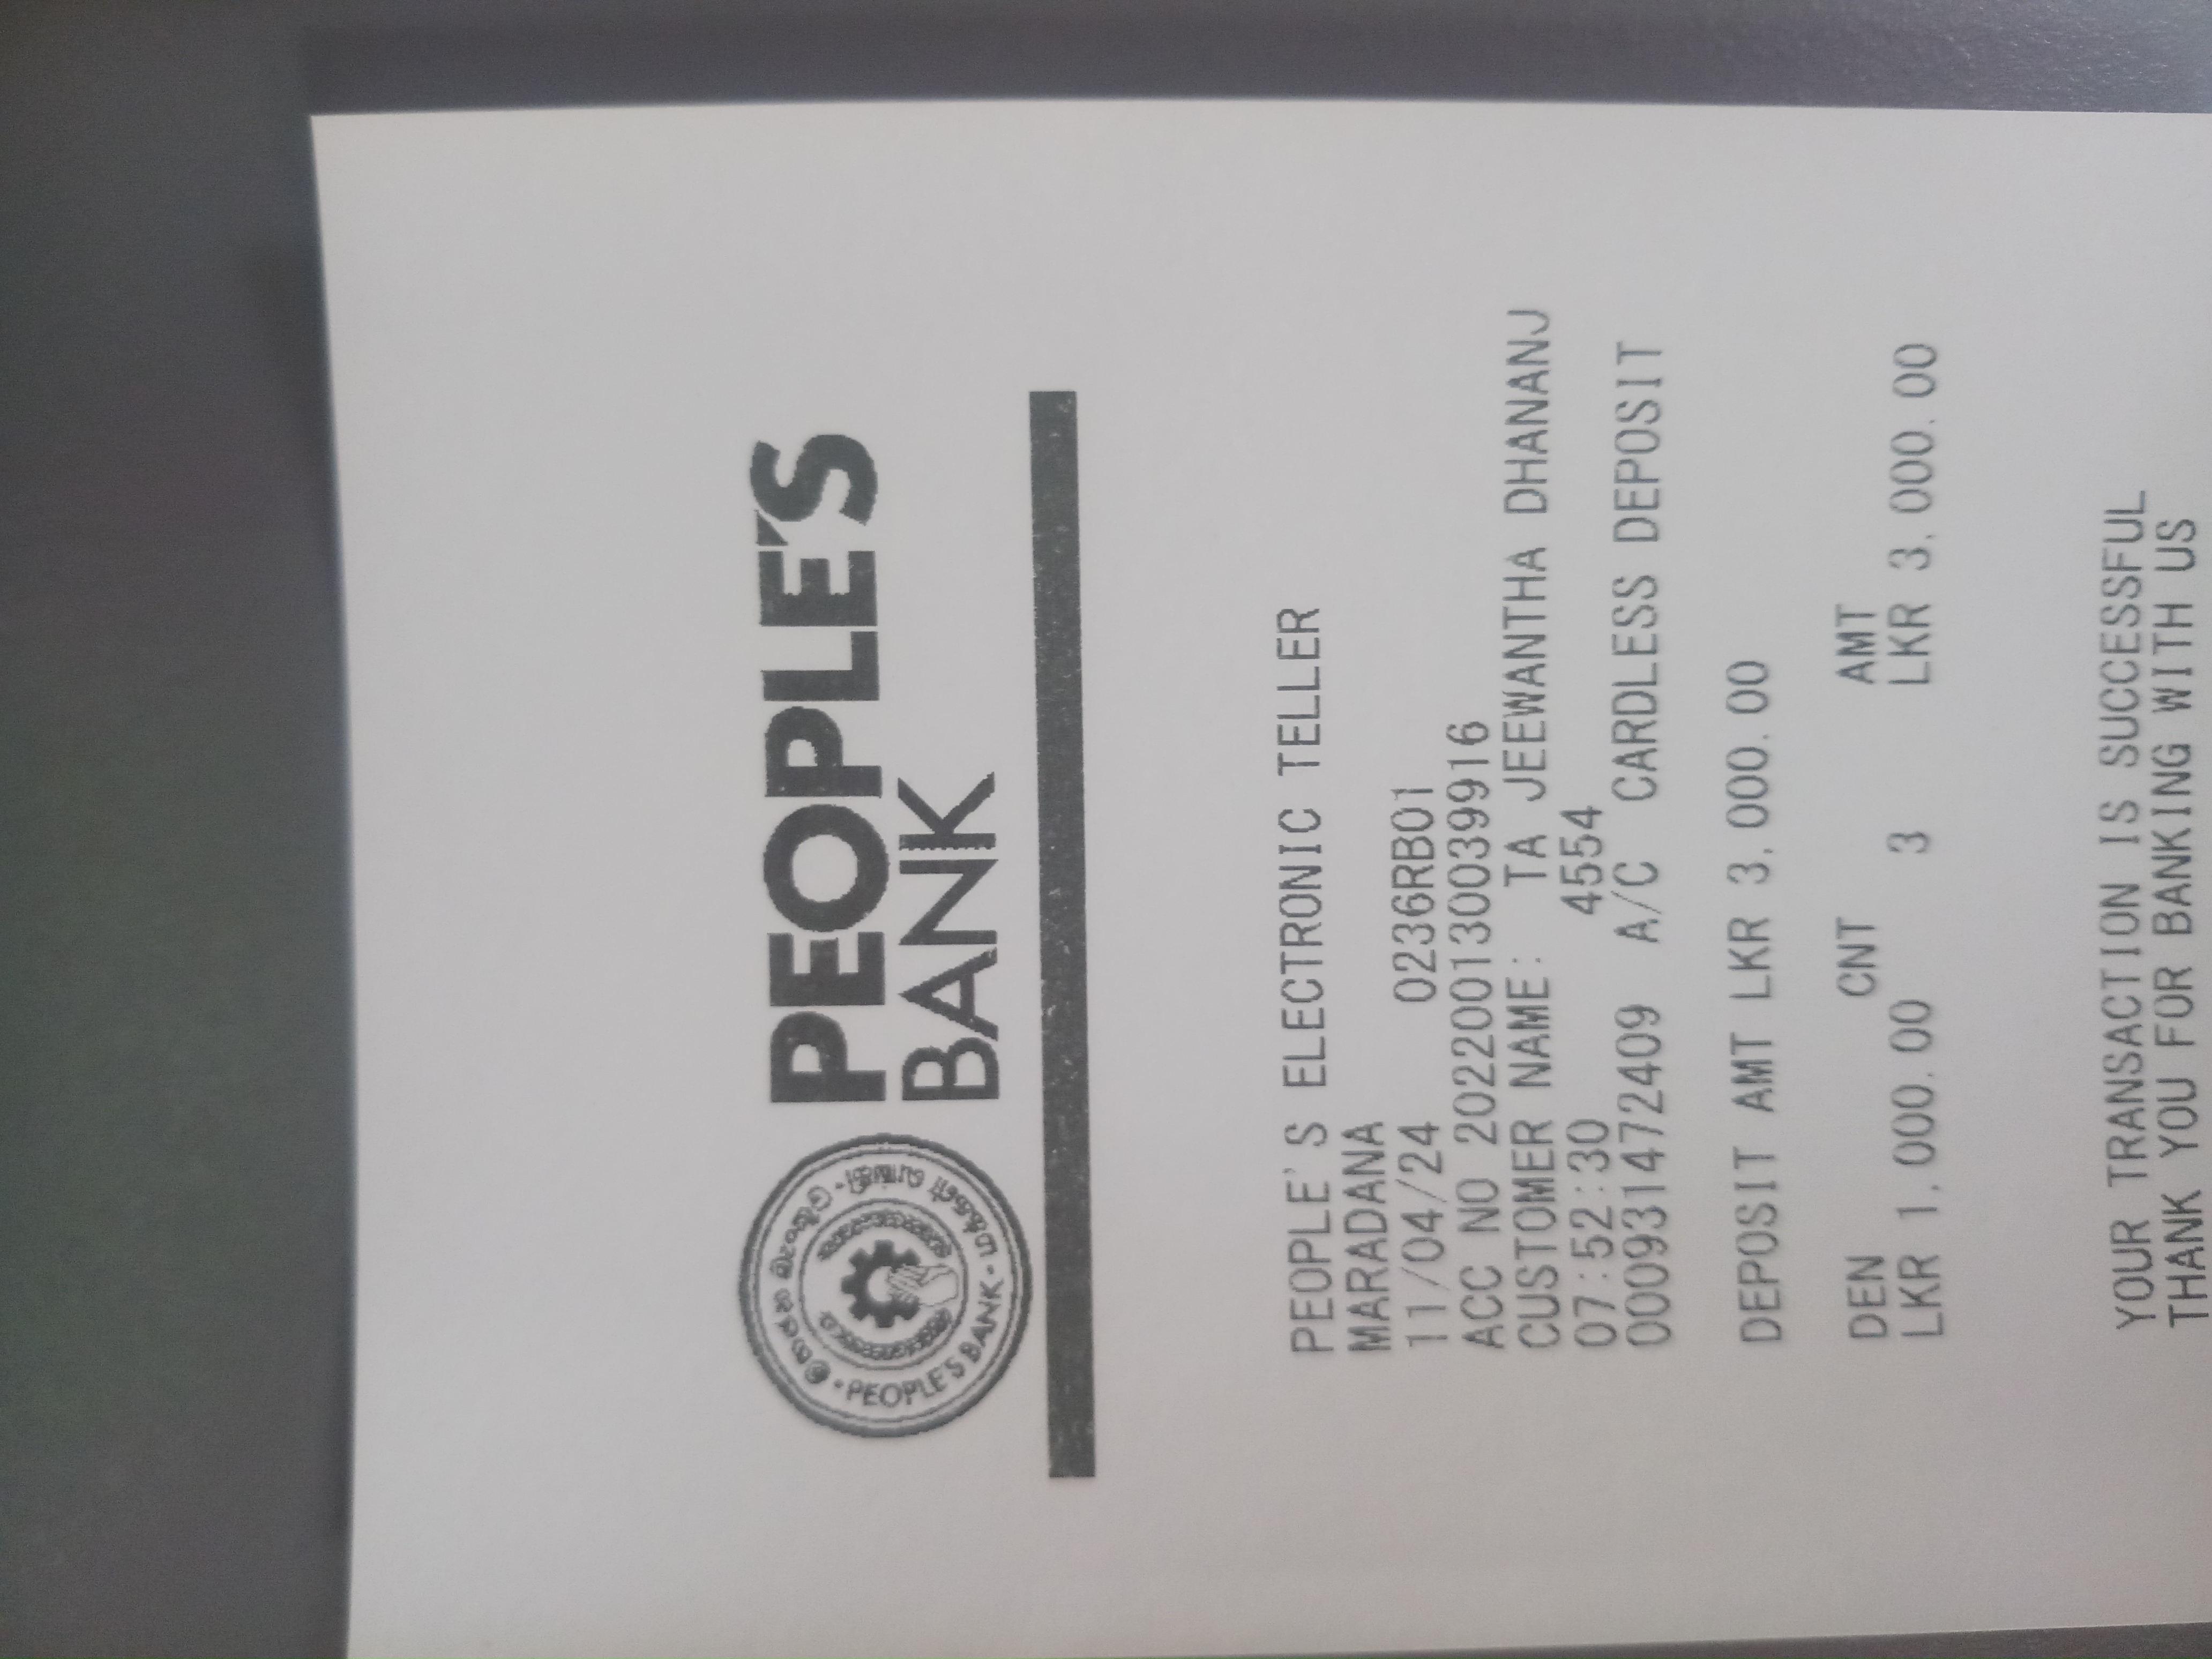 PEOPLE'S
BANK
PEOPLE'S BANK
PEOPLE'S ELECTRONIC TELLER
MARADANA
11/04/24 0236RB01
ACC NO 202200130039916
CUSTOMER NAME: TA JEEWANTHA DHANANJ
07:52:30 4554
000931472409 A/C CARDLESS DEPOSIT
DEPOSIT AMT LKR 3,000.00
DEN CNT AMT
LKR 1,000.00 3 LKR 3,000.00
YOUR TRANSACTION IS SUCCESSFUL
THANK YOU FOR BANKING WITH US